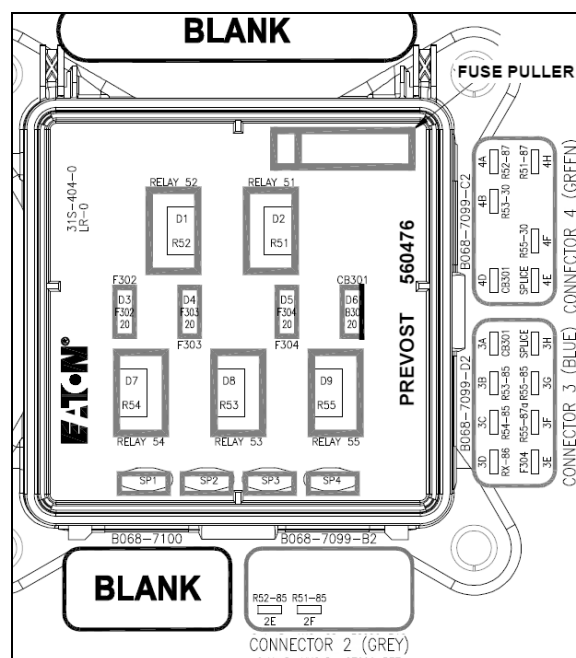 BLANK
FUSE PULLER
31S-404-0
LR-0
RELAY 52
RELAY 51
D1
R52
D2
R51
F302
CB301
D3
F302
20
D4
F303
20
D5
F304
20
D6
B30
20
F303
F304
D7
R54
D8
R53
D9
R55
RELAY 54
RELAY 53
RELAY 55
SP1
SP2
SP3
SP4
EATON
PREVOST 560476
B068-7099-C2
4A
R52-87
R51-87
4H
4B
R53-30
R55-30
4F
4D
CB301
SPLICE
4E
CONNECTOR 4 (GREEN)
B068-7099-D2
3A
CB301
SPLICE
3H
3B
R53-85
R55-85
3G
3C
R54-85
R55-87a
3F
3D
RX-86
F304
3E
CONNECTOR 3 (BLUE)
B068-7100
B068-7099-B2
BLANK
R52-85
R51-85
2E
2F
CONNECTOR 2 (GREY)